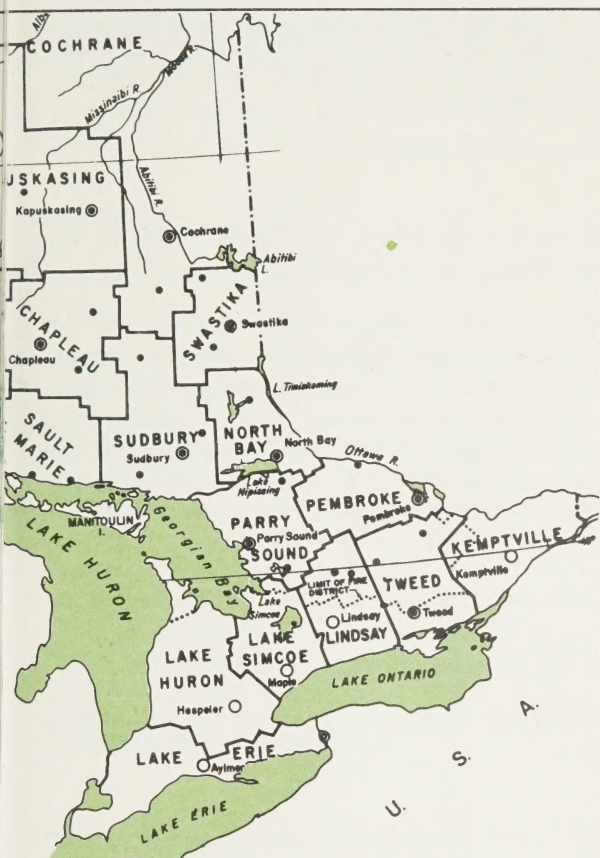 Alb
COCHRANE
Moose R.
Missinaibi R.
Abitibi R.
USKASING
Kapuskasing
Cochrane
Abitibi
L.
CHAPLEAU
Chapleau
SWASTIKA
Swastika
L. Timiskaming
SAULT
MARIE
SUDBURY
Sudbury
NORTH
BAY
North Bay
Ottawa R.
Lake
Nipissing
PEMBROKE
Pembroke
MANITOULIN
I.
Georgian Bay
PARRY
Parry Sound
SOUND
KEMPTVILLE
Kemptville
45°
LAKE HURON
LIMIT OF FIRE
DISTRICT
TWEED
Tweed
Lake
Simcoe
Lindsay
LINDSAY
LAKE
SIMCOE
Maple
LAKE
HURON
Hespeler
LAKE ONTARIO
LAKE ERIE
Aylmer
LAKE ERIE
U. S. A.